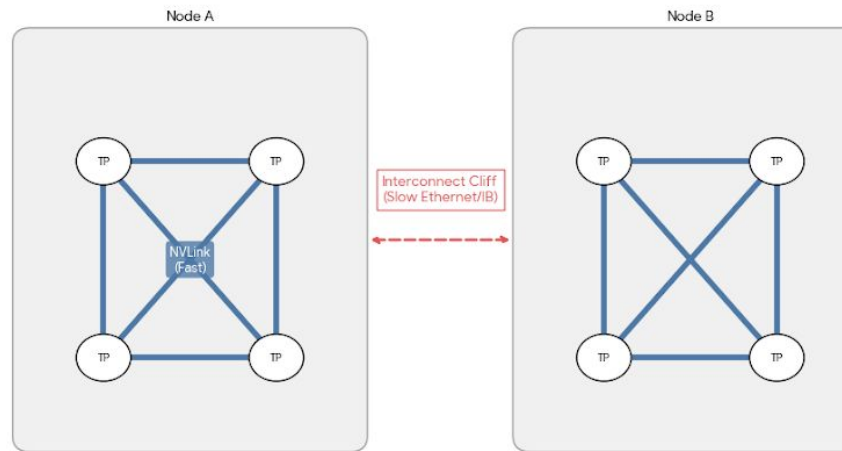 Node A
Node B
TP
TP
TP
TP
Interconnect Cliff
(Slow Ethernet/IB)
NVLink
(Fast)
TP
TP
TP
TP